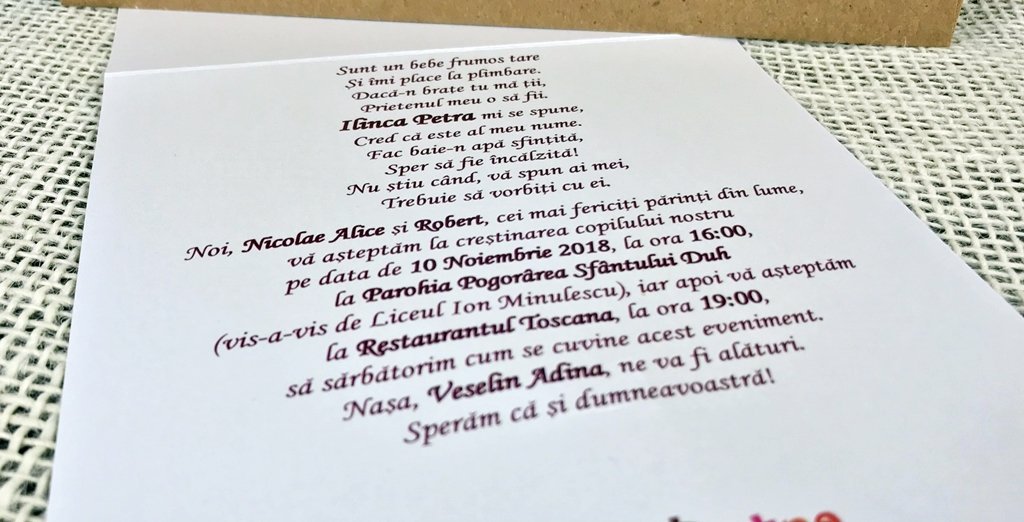 Sunt un bebe frumos tare
Și îmi place la plimbare.
Dacă-n brațe tu mă ții,
Prietenul meu o să fii.
Ilinca Petra mi se spune,
Cred că este al meu nume.
Fac baie-n apă sfințită,
Sper să fie încălzită!
Nu știu când, vă spun ai mei,
Trebuie să vorbiți cu ei.
Noi, Nicolae Alice și Robert, cei mai fericiți părinți din lume,
vă așteptăm la creștinarea copilului nostru
pe data de 10 Noiembrie 2018, la ora 16:00,
la Parohia Pogorârea Sfântului Duh
(vis-a-vis de Liceul Ion Minulescu), iar apoi vă așteptăm
la Restaurantul Toscana, la ora 19:00,
să sărbătorim cum se cuvine acest eveniment.
Nașa, Veselin Adina, ne va fi alături.
Sperăm că și dumneavoastră!